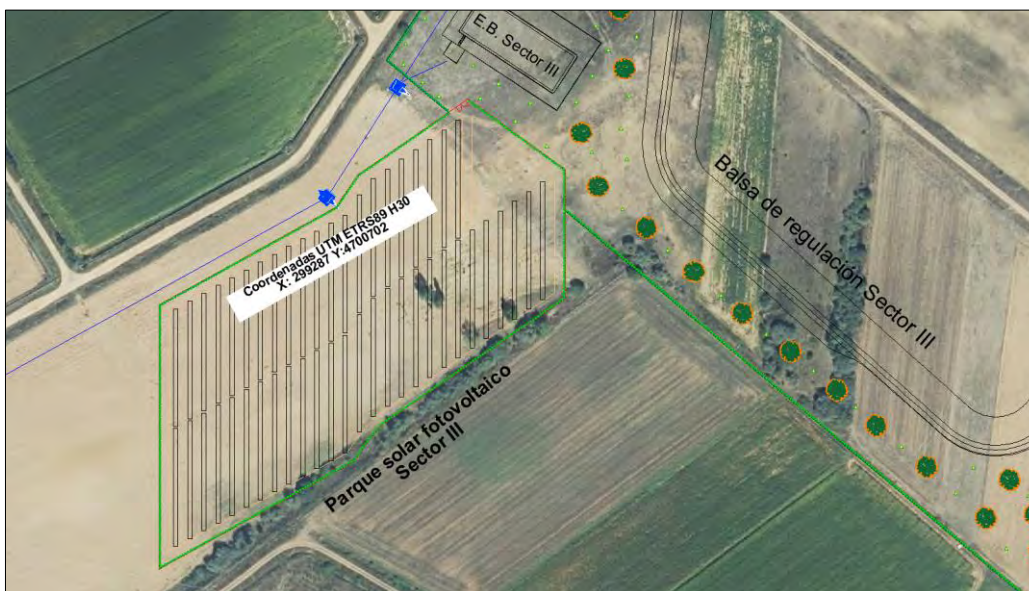 E.B. Sector III
Balsa de regulación Sector III
Coordenadas UTM ETRS89 H30
X: 299287 Y:4700702
Parque solar fotovoltaico
Sector III